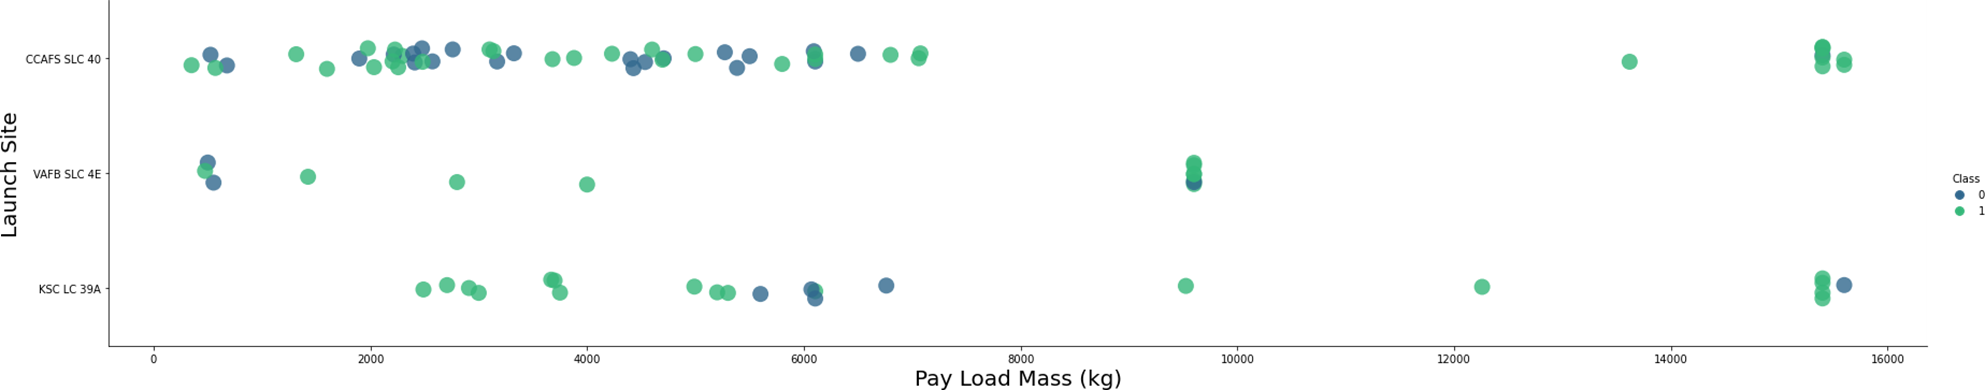 Launch Site
CCAFS SLC 40
VAFB SLC 4E
KSC LC 39A
0 2000 4000 6000 8000 10000 12000 14000 16000
Pay Load Mass (kg)
Class
0
1